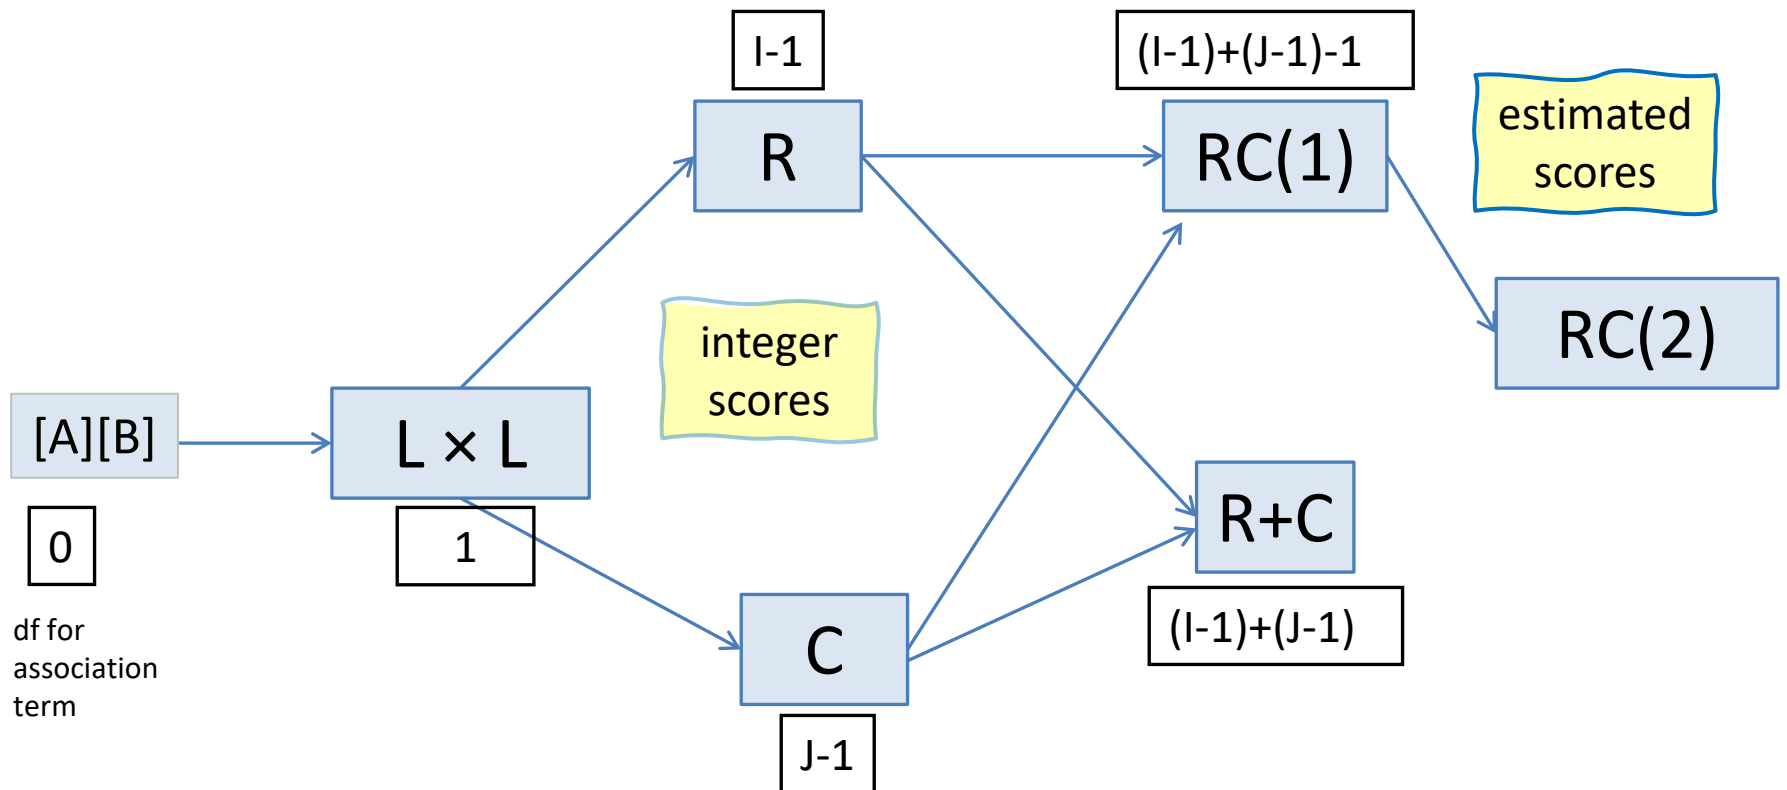 I-1
(I-1)+(J-1)-1
R
RC(1)
estimated
scores
integer
scores
RC(2)
[A][B]
L × L
0
1
R+C
df for
association
term
C
(I-1)+(J-1)
J-1